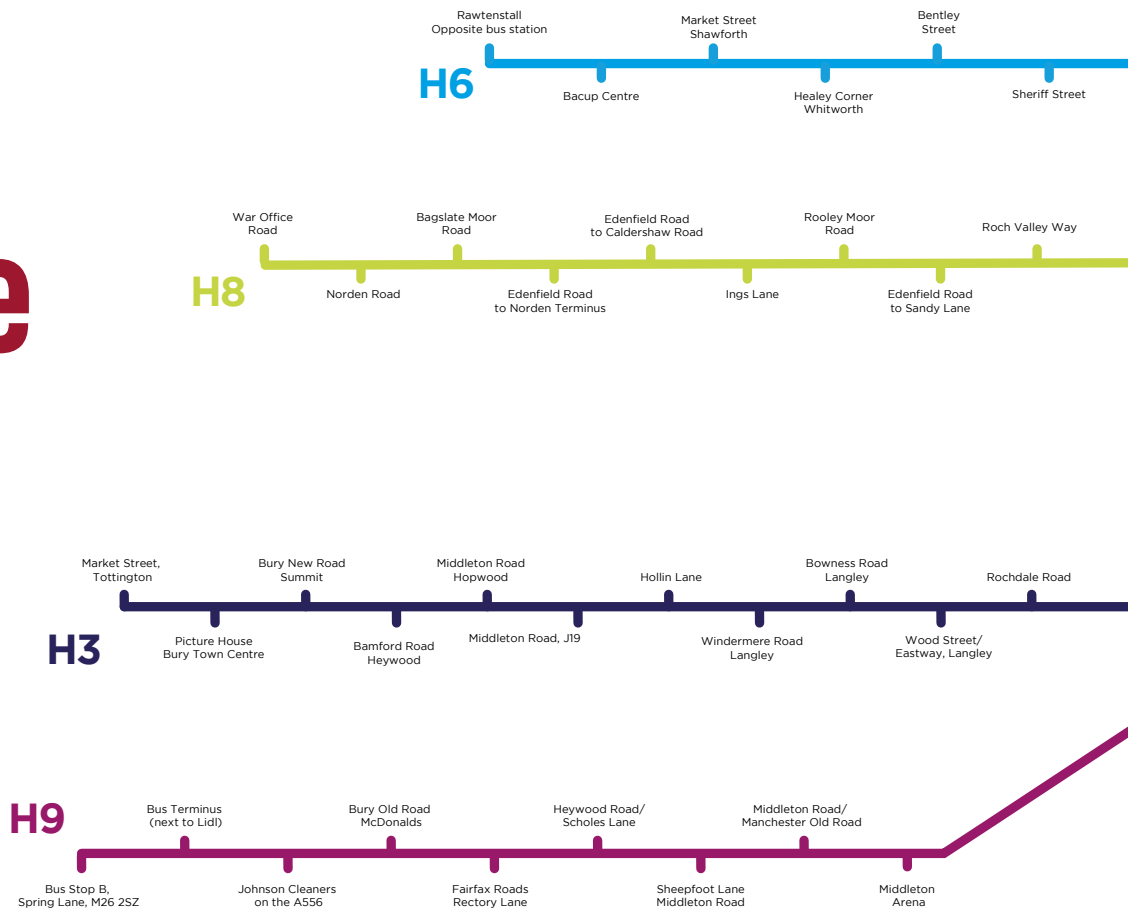 Rawtenstall
Opposite bus station
Market Street
Shawforth
Bentley
Street
H6
Bacup Centre
Healey Corner
Whitworth
Sheriff Street
War Office
Road
Bagslate Moor
Road
Edenfield Road
to Caldershaw Road
Rooley Moor
Road
Roch Valley Way
e
H8
Norden Road
Edenfield Road
to Norden Terminus
Ings Lane
Edenfield Road
to Sandy Lane
Market Street,
Tottington
Bury New Road
Summit
Middleton Road
Hopwood
Hollin Lane
Bowness Road
Langley
Rochdale Road
H3
Picture House
Bury Town Centre
Bamford Road
Heywood
Middleton Road, J19
Windermere Road
Langley
Wood Street/
Eastway, Langley
H9
Bus Terminus
(next to Lidl)
Bury Old Road
McDonalds
Heywood Road/
Scholes Lane
Middleton Road/
Manchester Old Road
Bus Stop B,
Spring Lane, M26 2SZ
Johnson Cleaners
on the A556
Fairfax Roads
Rectory Lane
Sheepfoot Lane
Middleton Road
Middleton
Arena